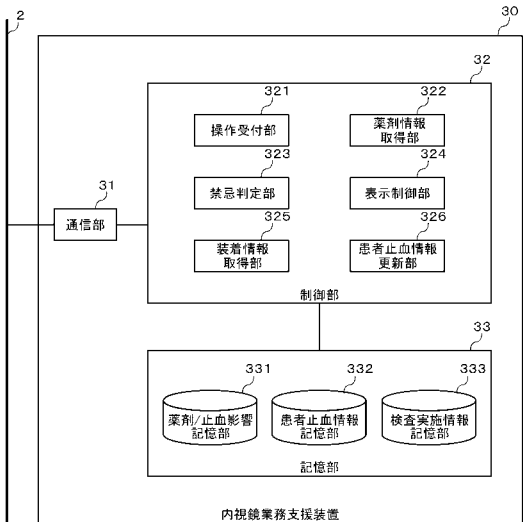 2
30
32
321
322
操作受付部
薬剤情報
取得部
323
324
禁忌判定部
表示制御部
31
通信部
325
326
装着情報
取得部
患者止血情報
更新部
制御部
33
331
332
333
薬剤/止血影響
記憶部
患者止血情報
記憶部
検査実施情報
記憶部
記憶部
内視鏡業務支援装置